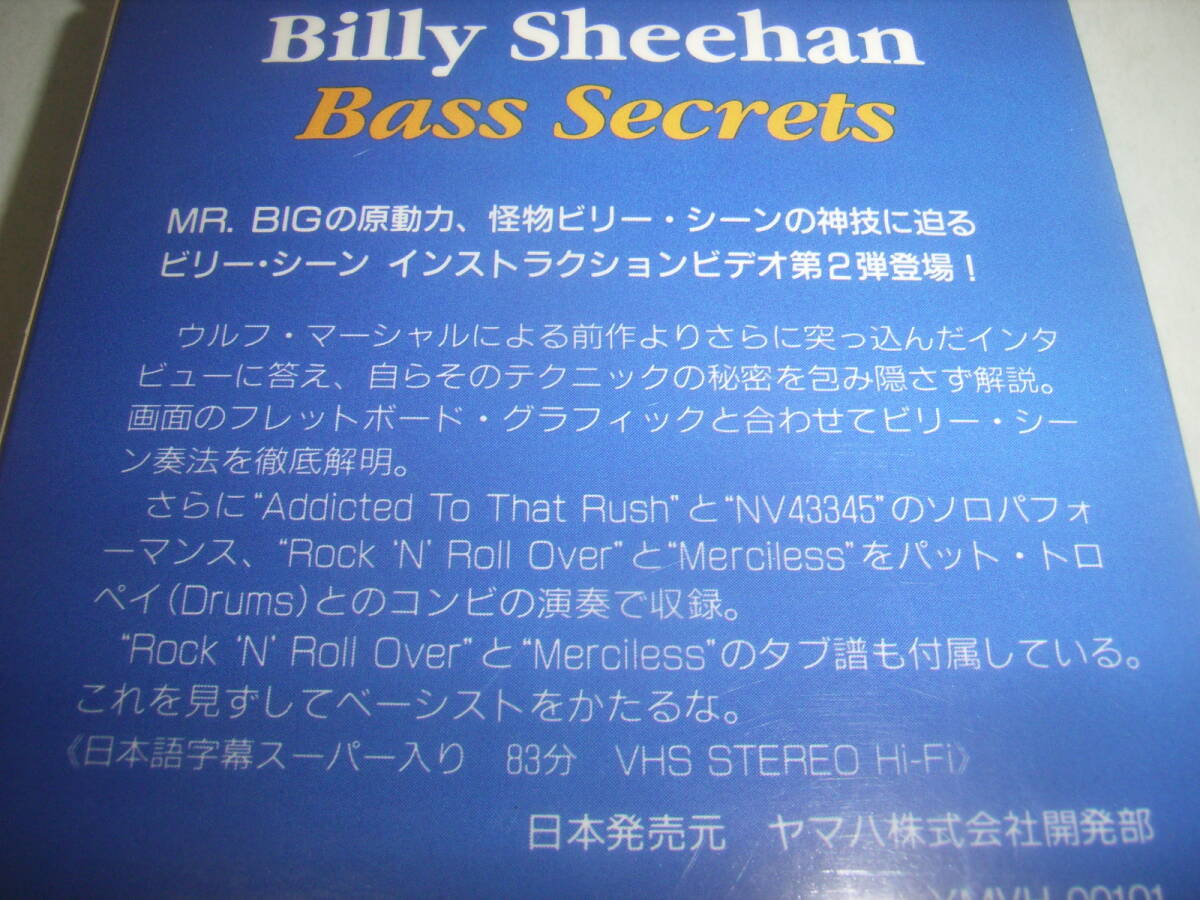 Billy Sheehan
Bass Secrets
MR. BIGの原動力、怪物ビリー・シーンの神技に迫る
ビリー・シーン インストラクションビデオ第2弾登場！
ウルフ・マーシャルによる前作よりさらに突っ込んだインタ
ビューに答え、自らそのテクニックの秘密を包み隠さず解説。
画面のフレットボード・グラフィックと合わせてビリー・シー
ン奏法を徹底解明。
さらに“Addicted To That Rush”と“NV43345”のソロパフォ
ーマンス、“Rock 'N' Roll Over”と“Merciless”をパット・トロ
ペイ(Drums)とのコンビの演奏で収録。
“Rock 'N' Roll Over”と“Merciless”のタブ譜も付属している。
これを見ずしてベーシストをかたるな。
《日本語字幕スーパー入り 83分 VHS STEREO Hi-Fi》
日本発売元 ヤマハ株式会社開発部